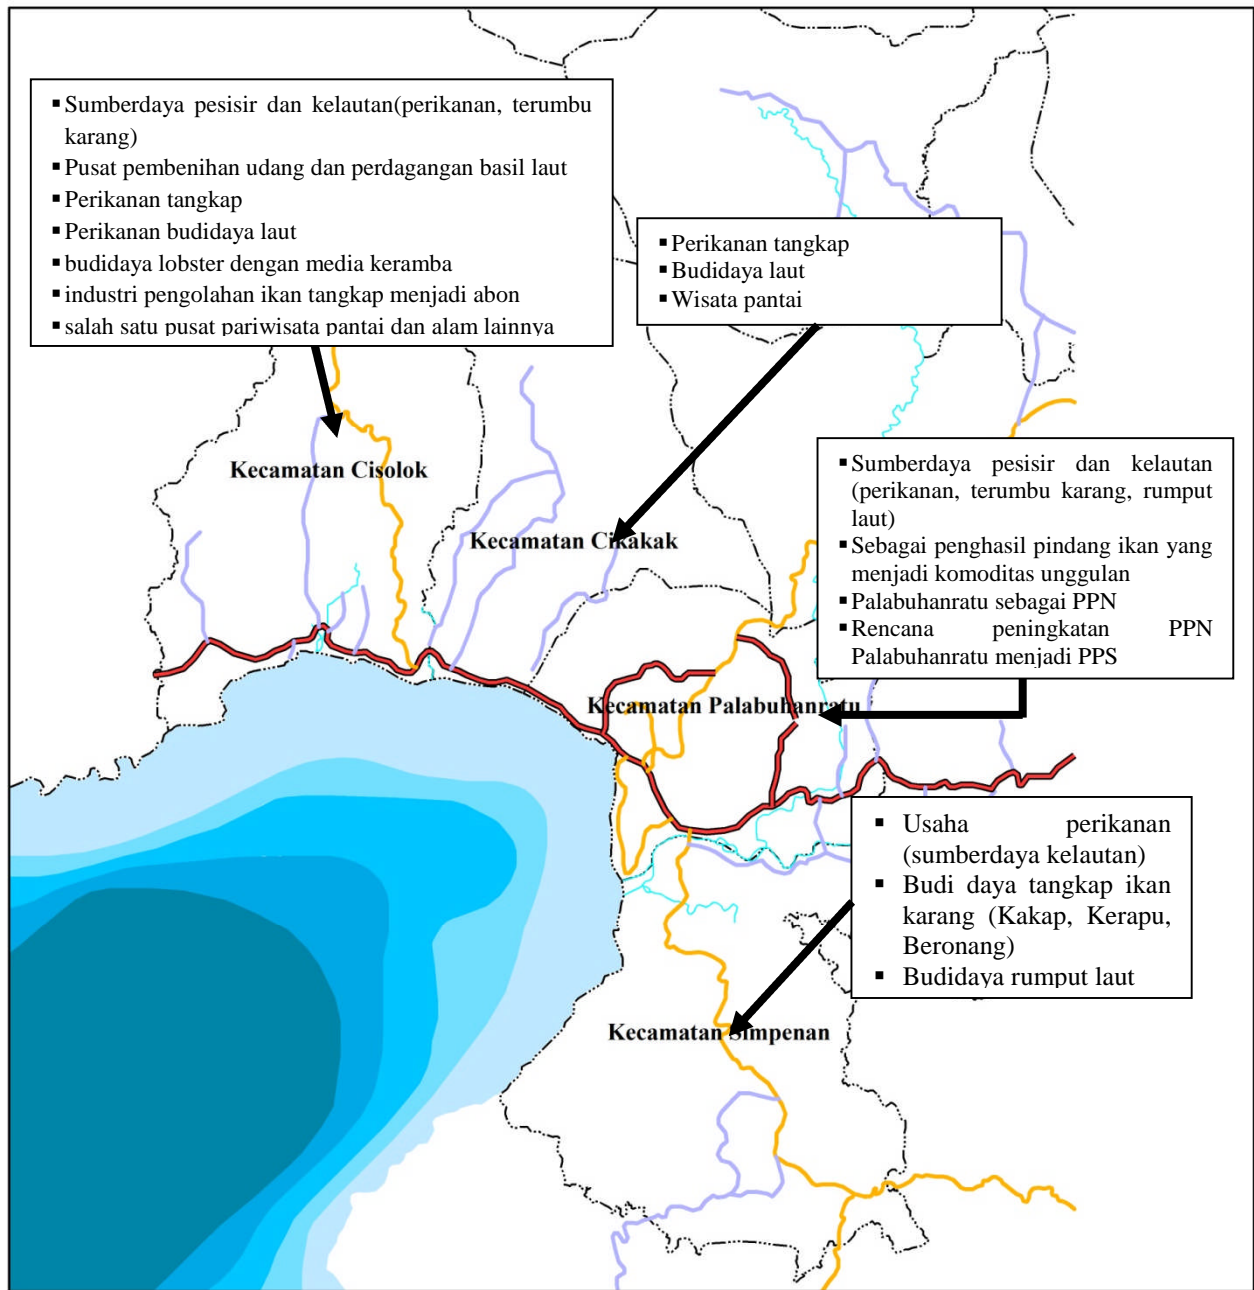 ▪ Sumberdaya pesisir dan kelautan(perikanan, terumbu
karang)
▪ Pusat pembenihan udang dan perdagangan basil laut
▪ Perikanan tangkap
▪ Perikanan budidaya laut
▪ budidaya lobster dengan media keramba
▪ industri pengolahan ikan tangkap menjadi abon
▪ salah satu pusat pariwisata pantai dan alam lainnya
▪ Perikanan tangkap
▪ Budidaya laut
▪ Wisata pantai
Kecamatan Cisolok
Kecamatan Cikakak
▪ Sumberdaya pesisir dan kelautan
(perikanan, terumbu karang, rumput
laut)
▪ Sebagai penghasil pindang ikan yang
menjadi komoditas unggulan
▪ Palabuhanratu sebagai PPN
▪ Rencana peningkatan PPN
Palabuhanratu menjadi PPS
Kecamatan Palabuhanratu
▪ Usaha perikanan
(sumberdaya kelautan)
▪ Budi daya tangkap ikan
karang (Kakap, Kerapu,
Beronang)
▪ Budidaya rumput laut
Kecamatan Simpenan